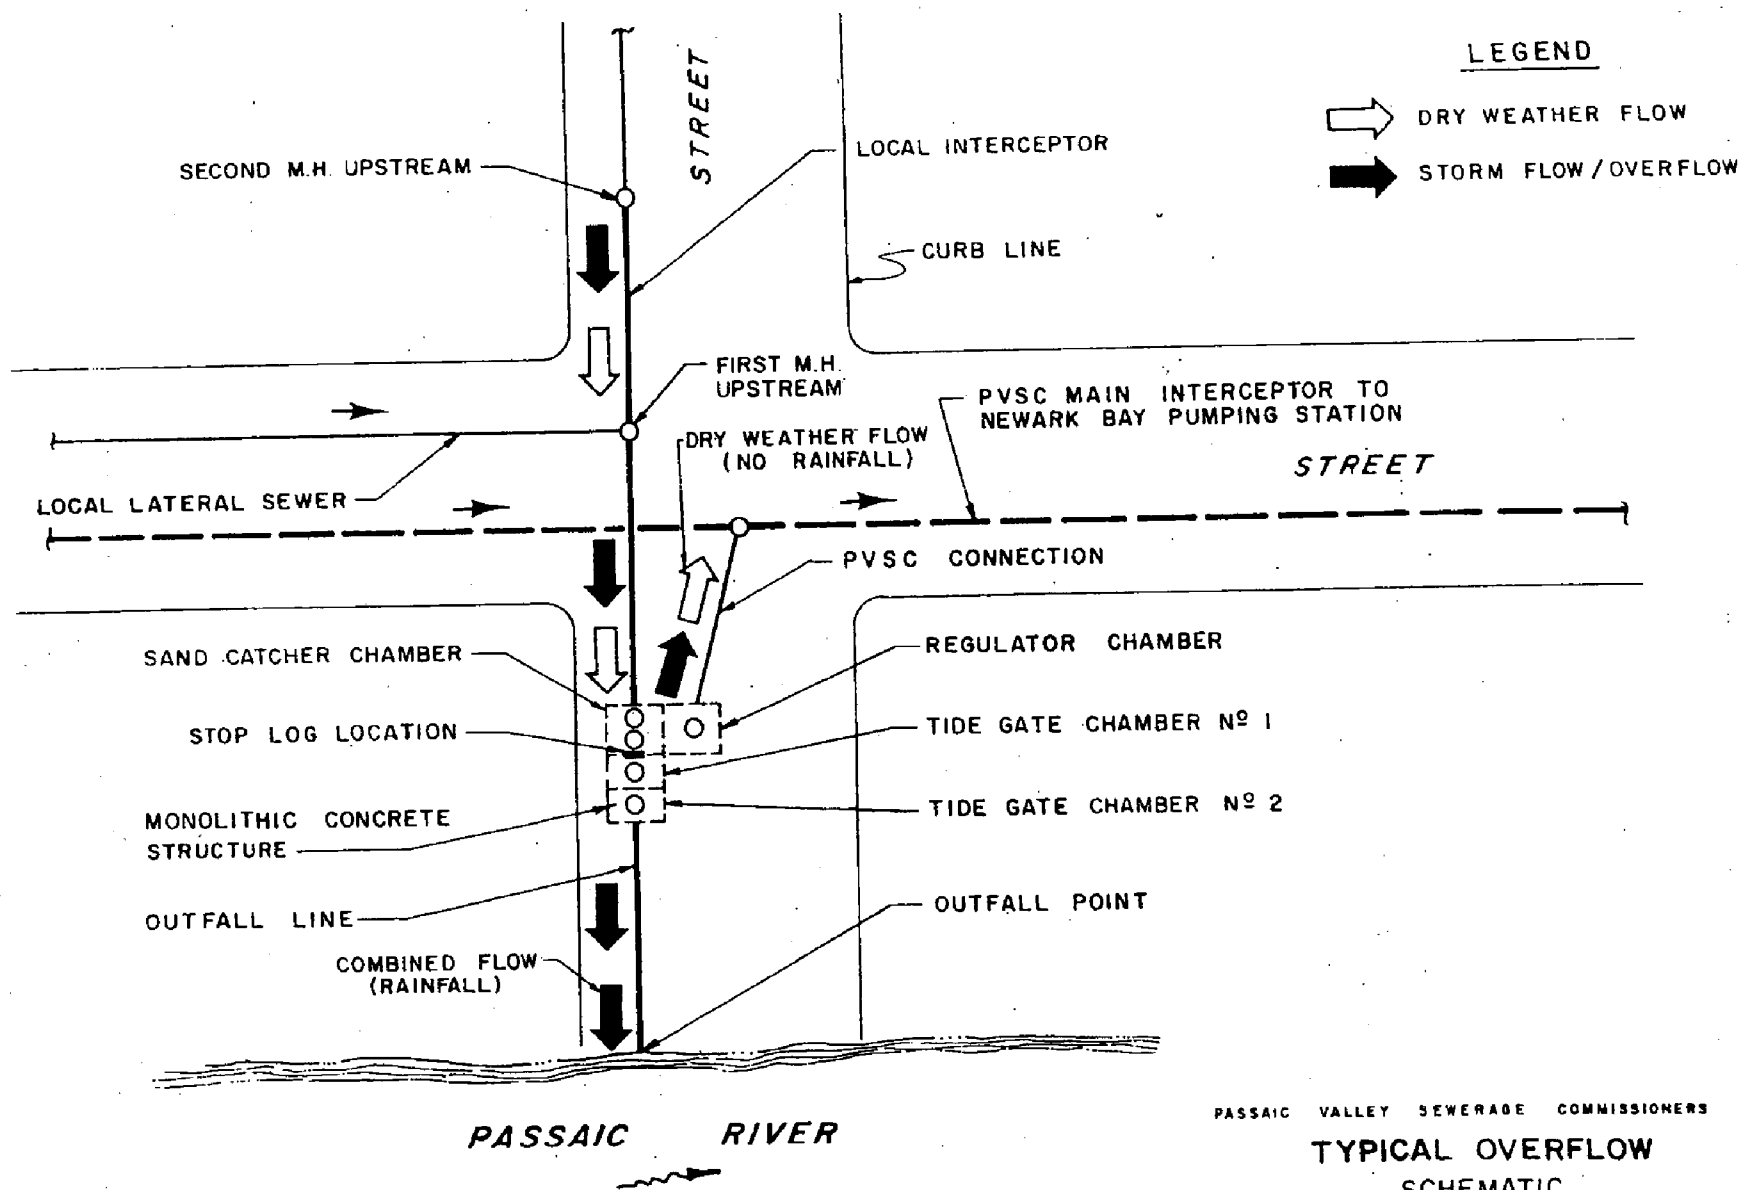 LEGEND
DRY WEATHER FLOW
STORM FLOW / OVERFLOW
STREET
SECOND M.H. UPSTREAM
LOCAL INTERCEPTOR
CURB LINE
FIRST M.H.
UPSTREAM
PVSC MAIN INTERCEPTOR TO
NEWARK BAY PUMPING STATION
DRY WEATHER FLOW
(NO RAINFALL)
STREET
LOCAL LATERAL SEWER
PVSC CONNECTION
SAND CATCHER CHAMBER
REGULATOR CHAMBER
STOP LOG LOCATION
TIDE GATE CHAMBER Nº 1
MONOLITHIC CONCRETE
STRUCTURE
TIDE GATE CHAMBER Nº 2
OUTFALL LINE
OUTFALL POINT
COMBINED FLOW
(RAINFALL)
PASSAIC RIVER
PASSAIC VALLEY SEWERAGE COMMISSIONERS
TYPICAL OVERFLOW
SCHEMATIC